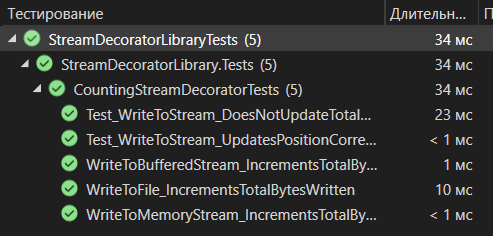 Тестирование Длительн... П
StreamDecoratorLibraryTests (5) 34 мс
StreamDecoratorLibrary.Tests (5) 34 мс
CountingStreamDecoratorTests (5) 34 мс
Test_WriteToStream_DoesNotUpdateTotal... 23 мс
Test_WriteToStream_UpdatesPositionCorre... < 1 мс
WriteToBufferedStream_IncrementsTotalBy... < 1 мс
WriteToFile_IncrementsTotalBytesWritten 10 мс
WriteToMemoryStream_IncrementsTotalBy... < 1 мс